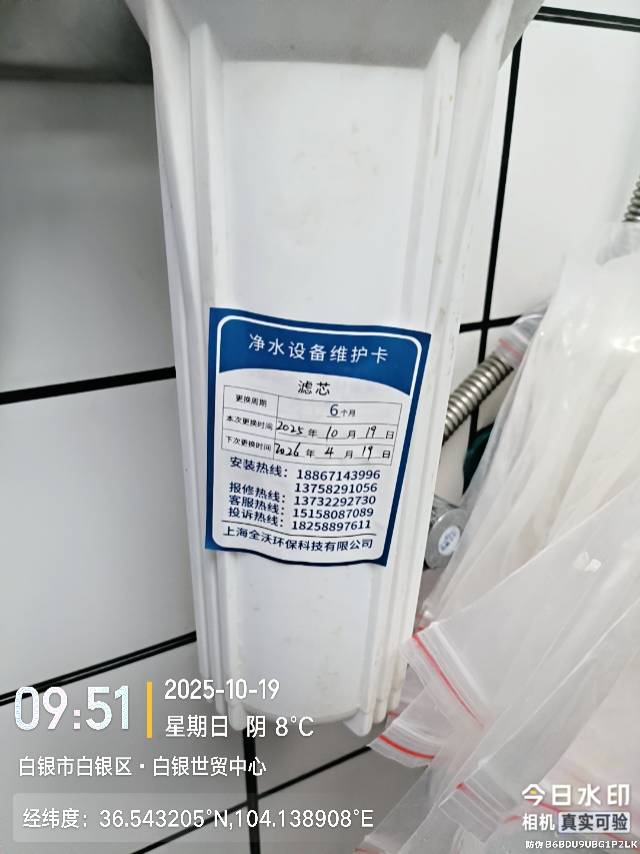 净水设备维护卡
滤芯
更换周期 6个月
本次更换时间 2025年 10月 19日
下次更换时间 2026年 4月 19日
安装热线：18867143996
13758291056
报修热线：13732292730
客服热线：15158087089
投诉热线：18258897611
上海全沃环保科技有限公司
09:51
2025-10-19
星期日 阴 8℃
白银市白银区·白银世贸中心
经纬度：36.543205°N,104.138908°E
今日水印
相机 真实可验
防伪 B6BDU9UBG1P2LK